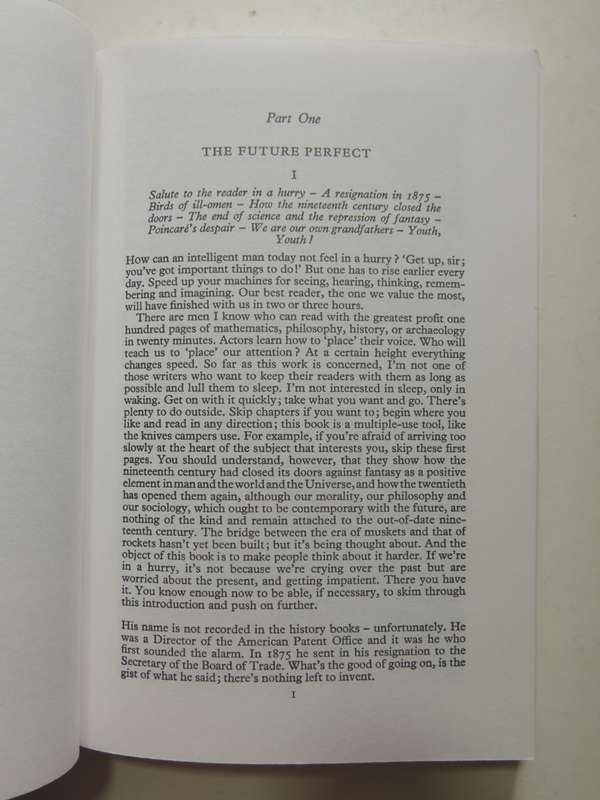 Part One
THE FUTURE PERFECT
I
Salute to the reader in a hurry – A resignation in 1875 –
Birds of ill-omen – How the nineteenth century closed the
doors – The end of science and the repression of fantasy –
Poincaré's despair – We are our own grandfathers – Youth,
Youth!
How can an intelligent man today not feel in a hurry? 'Get up, sir;
you've got important things to do!' But one has to rise earlier every
day. Speed up your machines for seeing, hearing, thinking, remem-
bering and imagining. Our best reader, the one we value the most,
will have finished with us in two or three hours.
There are men I know who can read with the greatest profit one
hundred pages of mathematics, philosophy, history, or archaeology
in twenty minutes. Actors learn how to 'place' their voice. Who will
teach us to 'place' our attention? At a certain height everything
changes speed. So far as this work is concerned, I'm not one of
those writers who want to keep their readers with them as long as
possible and lull them to sleep. I'm not interested in sleep, only in
waking. Get on with it quickly; take what you want and go. There's
plenty to do outside. Skip chapters if you want to; begin where you
like and read in any direction; this book is a multiple-use tool, like
the knives campers use. For example, if you're afraid of arriving too
slowly at the heart of the subject that interests you, skip these first
pages. You should understand, however, that they show how the
nineteenth century had closed its doors against fantasy as a positive
element in man and the world and the Universe, and how the twentieth
has opened them again, although our morality, our philosophy and
our sociology, which ought to be contemporary with the future, are
nothing of the kind and remain attached to the out-of-date nine-
teenth century. The bridge between the era of muskets and that of
rockets hasn't yet been built; but it's being thought about. And the
object of this book is to make people think about it harder. If we're
in a hurry, it's not because we're crying over the past but are
worried about the present, and getting impatient. There you have
it. You know enough now to be able, if necessary, to skim through
this introduction and push on further.
His name is not recorded in the history books – unfortunately. He
was a Director of the American Patent Office and it was he who
first sounded the alarm. In 1875 he sent in his resignation to the
Secretary of the Board of Trade. What's the good of going on, is the
gist of what he said; there's nothing left to invent.
1